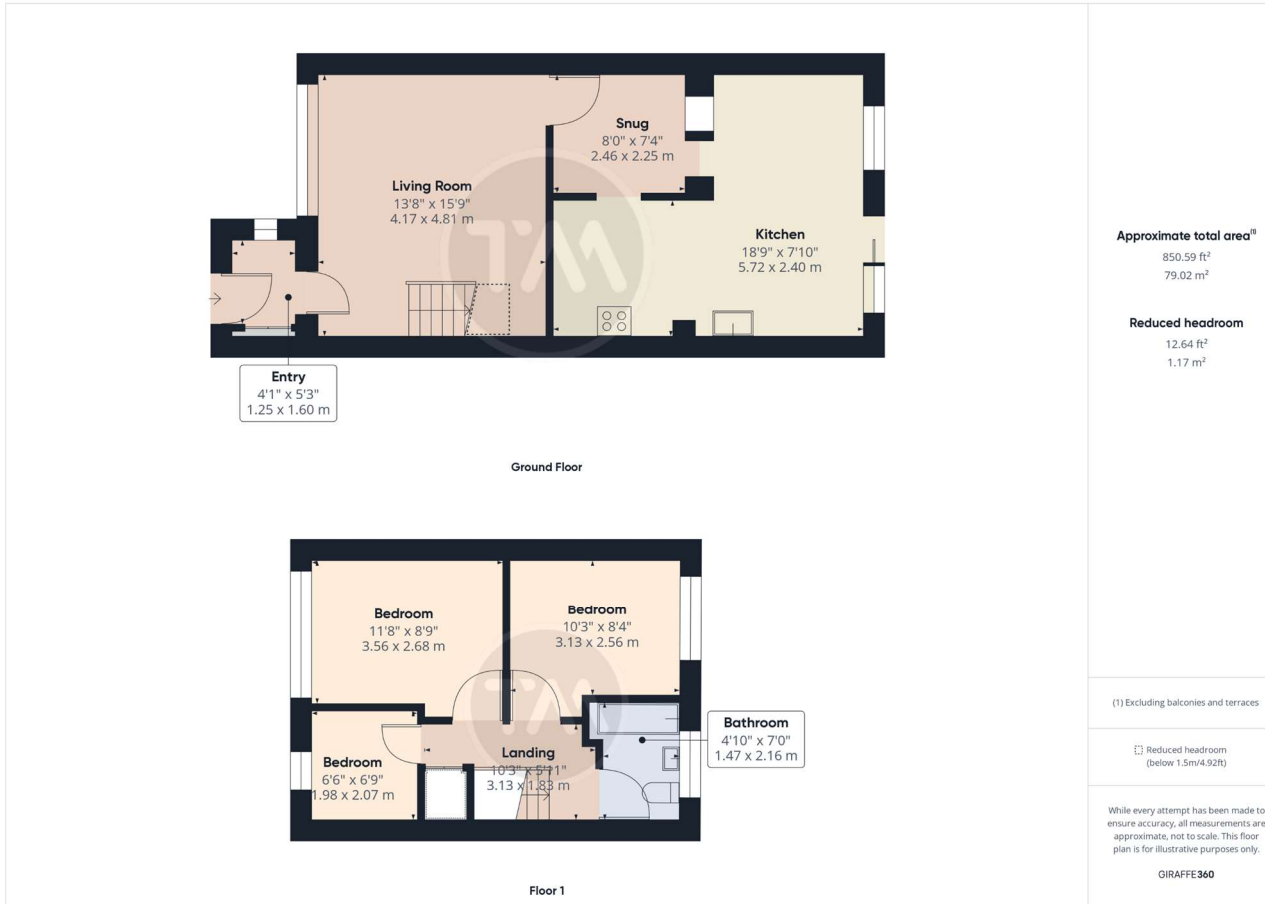 Living Room
13'8" x 15'9"
4.17 x 4.81 m
Snug
8'0" x 7'4"
2.46 x 2.25 m
Kitchen
18'9" x 7'10"
5.72 x 2.40 m
Entry
4'1" x 5'3"
1.25 x 1.60 m
TM
Ground Floor
Bedroom
11'8" x 8'9"
3.56 x 2.68 m
Bedroom
10'3" x 8'4"
3.13 x 2.56 m
Bedroom
6'6" x 6'9"
1.98 x 2.07 m
Landing
10'3" x 5'11"
3.13 x 1.83 m
Bathroom
4'10" x 7'0"
1.47 x 2.16 m
TM
Floor 1
Approximate total area(1)
850.59 ft²
79.02 m²
Reduced headroom
12.64 ft²
1.17 m²
(1) Excluding balconies and terraces
Reduced headroom
(below 1.5m/4.92ft)
While every attempt has been made to
ensure accuracy, all measurements are
approximate, not to scale. This floor
plan is for illustrative purposes only.
GIRAFFE360